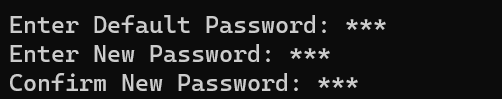 Enter Default Password: ***
Enter New Password: ***
Confirm New Password: ***